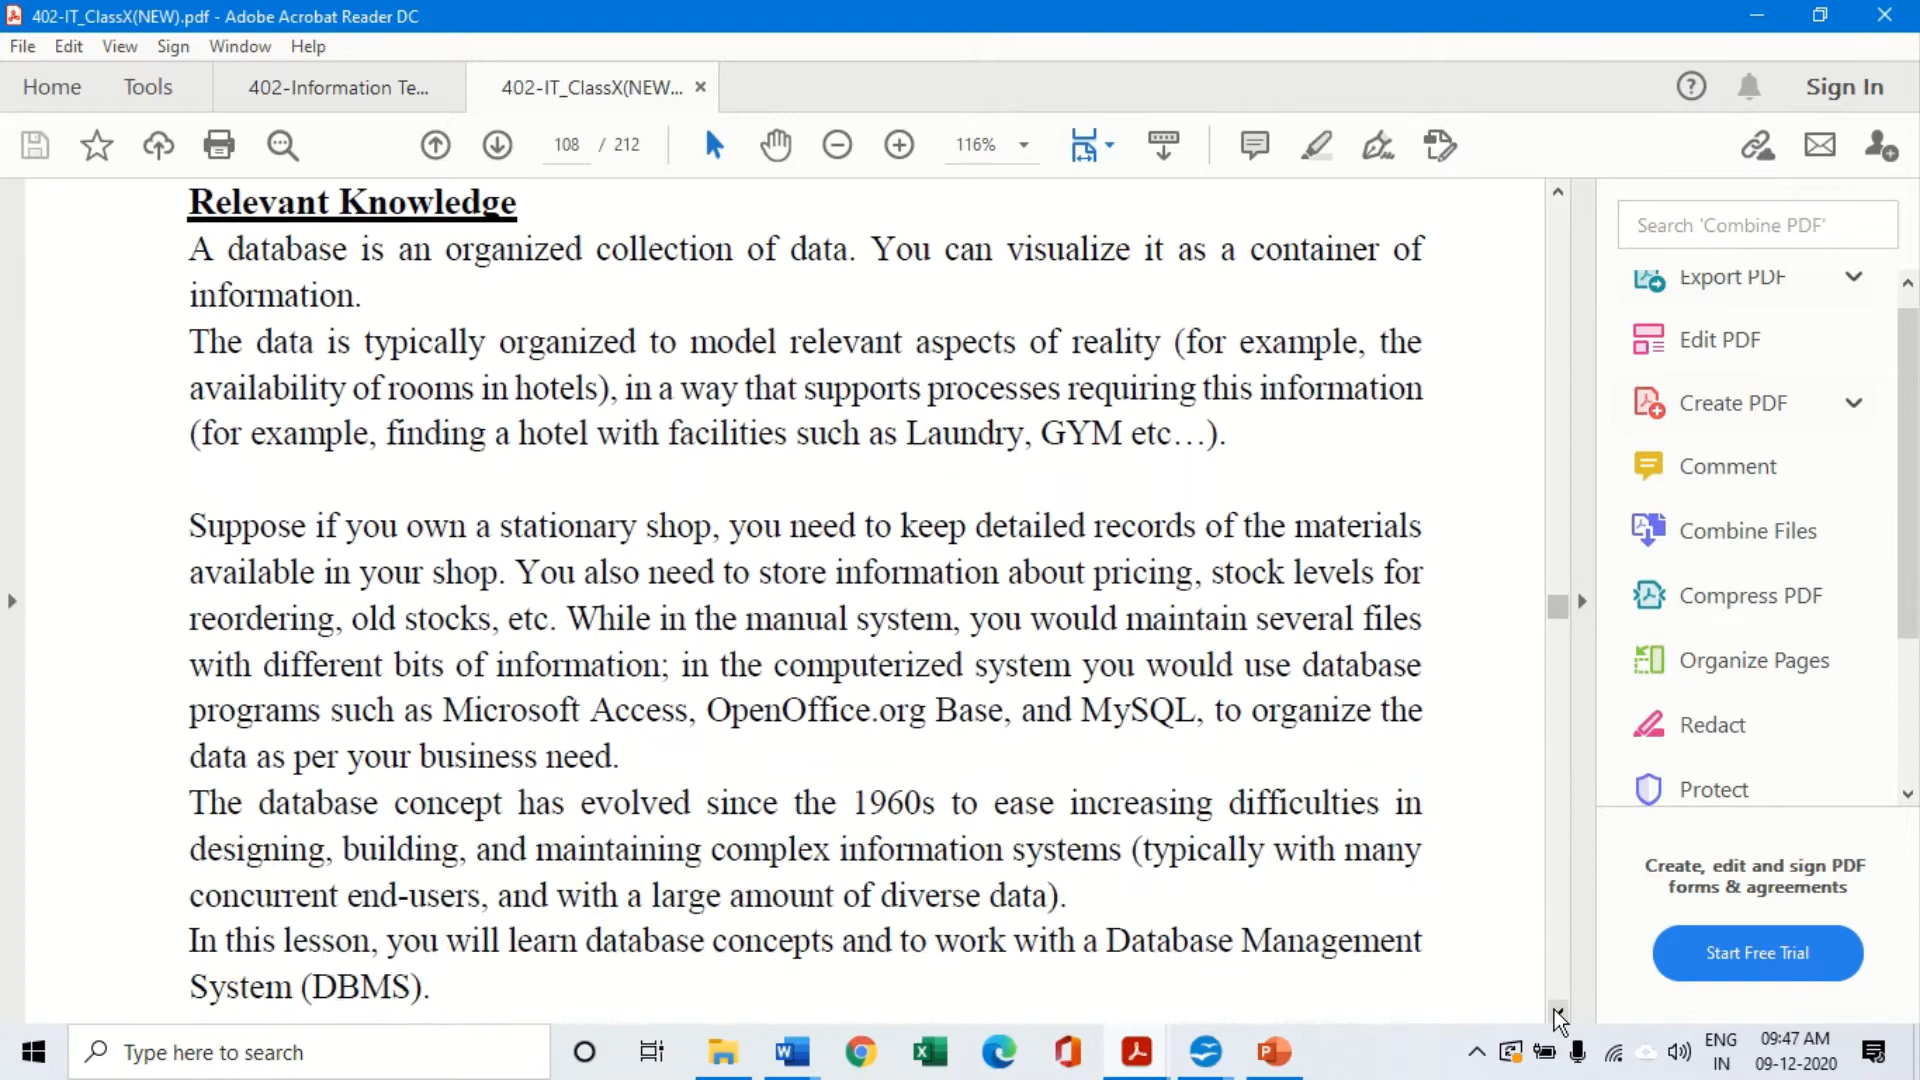 402-IT_ClassX(NEW).pdf - Adobe Acrobat Reader DC
File Edit View Sign Window Help
Home Tools 402-Information Te... 402-IT_ClassX(NEW... × Sign In
108 / 212 116%
Relevant Knowledge
A database is an organized collection of data. You can visualize it as a container of
information.
The data is typically organized to model relevant aspects of reality (for example, the
availability of rooms in hotels), in a way that supports processes requiring this information
(for example, finding a hotel with facilities such as Laundry, GYM etc…).
Suppose if you own a stationary shop, you need to keep detailed records of the materials
available in your shop. You also need to store information about pricing, stock levels for
reordering, old stocks, etc. While in the manual system, you would maintain several files
with different bits of information; in the computerized system you would use database
programs such as Microsoft Access, OpenOffice.org Base, and MySQL, to organize the
data as per your business need.
The database concept has evolved since the 1960s to ease increasing difficulties in
designing, building, and maintaining complex information systems (typically with many
concurrent end-users, and with a large amount of diverse data).
In this lesson, you will learn database concepts and to work with a Database Management
System (DBMS).
Search 'Combine PDF'
Export PDF
Edit PDF
Create PDF
Comment
Combine Files
Compress PDF
Organize Pages
Redact
Protect
Create, edit and sign PDF
forms & agreements
Start Free Trial
Type here to search
ENG
IN
09:47 AM
09-12-2020